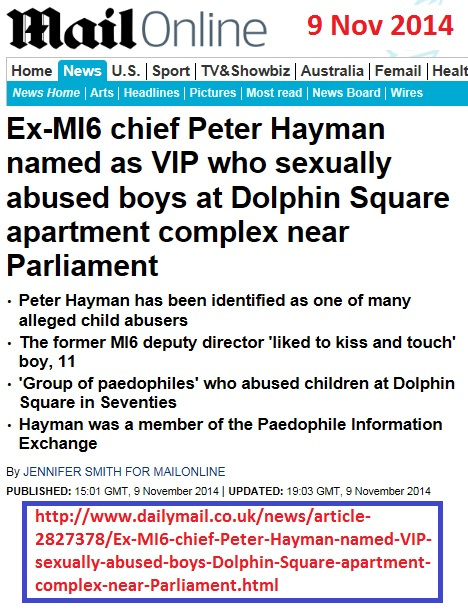 Mail Online
9 Nov 2014
Home News U.S. Sport TV&Showbiz Australia Femail Healt
News Home Arts Headlines Pictures Most read News Board Wires
Ex-MI6 chief Peter Hayman
named as VIP who sexually
abused boys at Dolphin Square
apartment complex near
Parliament
· Peter Hayman has been identified as one of many
alleged child abusers
· The former MI6 deputy director 'liked to kiss and touch'
boy, 11
· 'Group of paedophiles' who abused children at Dolphin
Square in Seventies
· Hayman was a member of the Paedophile Information
Exchange
By JENNIFER SMITH FOR MAILONLINE
PUBLISHED: 15:01 GMT, 9 November 2014 | UPDATED: 19:03 GMT, 9 November 2014
http://www.dailymail.co.uk/news/article-
2827378/Ex-MI6-chief-Peter-Hayman-named-VIP-
sexually-abused-boys-Dolphin-Square-apartment-
complex-near-Parliament.html